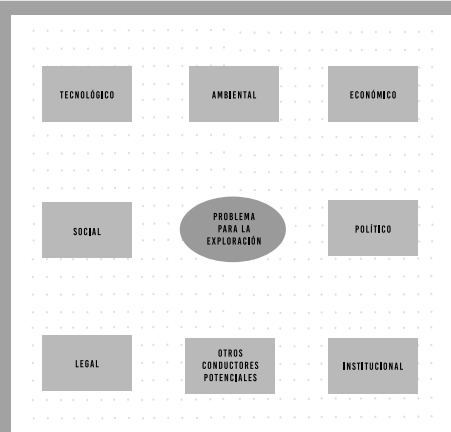 TECNOLÓGICO
AMBIENTAL
ECONÓMICO
SOCIAL
PROBLEMA
PARA LA
EXPLORACIÓN
POLÍTICO
LEGAL
OTROS
CONDUCTORES
POTENCIALES
INSTITUCIONAL